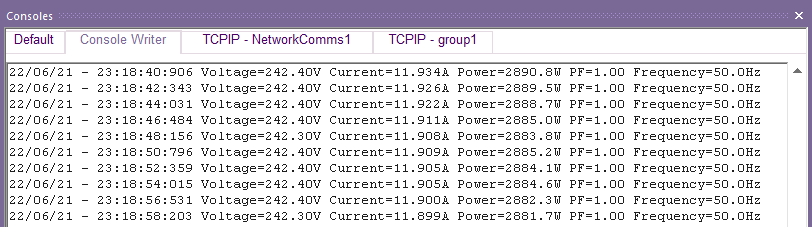 Consoles
Default Console Writer TCPIP - NetworkComms1 TCPIP - group1
22/06/21 - 23:18:40:906 Voltage=242.40V Current=11.934A Power=2890.8W PF=1.00 Frequency=50.0Hz
22/06/21 - 23:18:42:343 Voltage=242.40V Current=11.926A Power=2889.5W PF=1.00 Frequency=50.0Hz
22/06/21 - 23:18:44:031 Voltage=242.40V Current=11.922A Power=2888.7W PF=1.00 Frequency=50.0Hz
22/06/21 - 23:18:46:484 Voltage=242.40V Current=11.911A Power=2885.0W PF=1.00 Frequency=50.0Hz
22/06/21 - 23:18:48:156 Voltage=242.30V Current=11.908A Power=2883.8W PF=1.00 Frequency=50.0Hz
22/06/21 - 23:18:50:796 Voltage=242.40V Current=11.909A Power=2885.2W PF=1.00 Frequency=50.0Hz
22/06/21 - 23:18:52:359 Voltage=242.40V Current=11.905A Power=2884.1W PF=1.00 Frequency=50.0Hz
22/06/21 - 23:18:54:015 Voltage=242.40V Current=11.905A Power=2884.6W PF=1.00 Frequency=50.0Hz
22/06/21 - 23:18:56:531 Voltage=242.40V Current=11.900A Power=2882.3W PF=1.00 Frequency=50.0Hz
22/06/21 - 23:18:58:203 Voltage=242.30V Current=11.899A Power=2881.7W PF=1.00 Frequency=50.0Hz